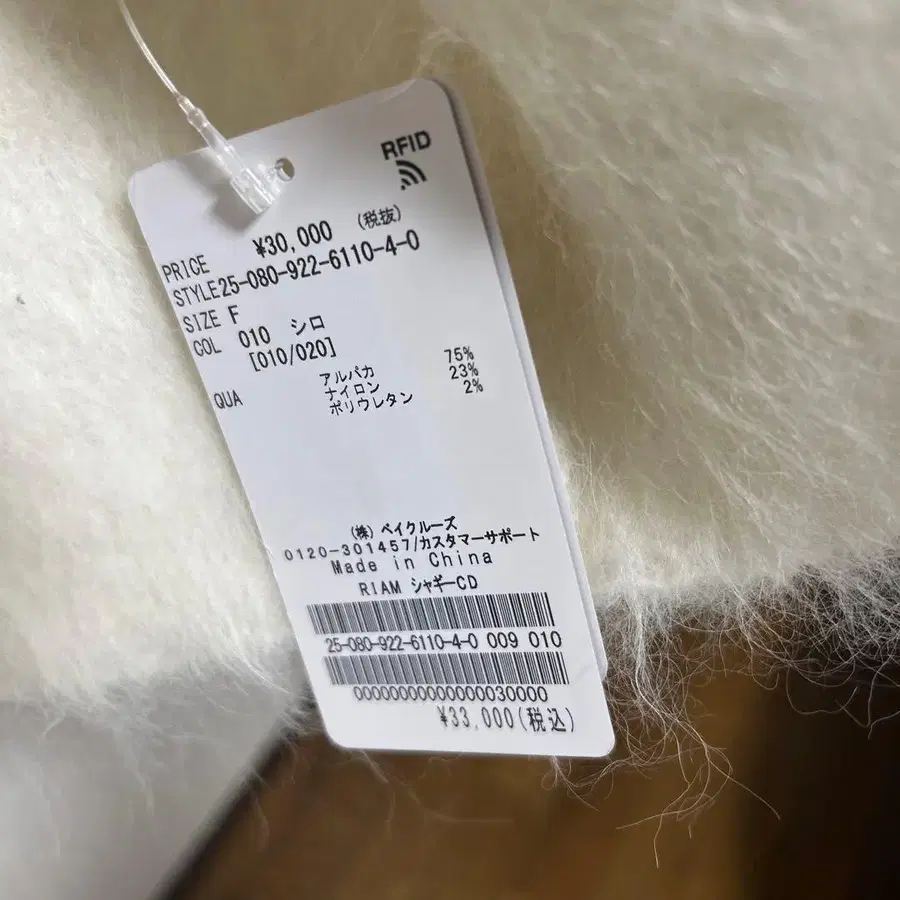 RFID
PRICE ¥30,000 (税抜)
STYLE25-080-922-6110-4-0
SIZE F
COL 010 シロ
[010/020]
QUA アルパカ 75%
ナイロン 23%
ポリウレタン 2%
(株) ベイクルーズ
0120-301457/カスタマーサポート
Made in China
RIAM シャギーCD
25-080-922-6110-4-0 009 010
00000000000000030000
¥33,000(税込)